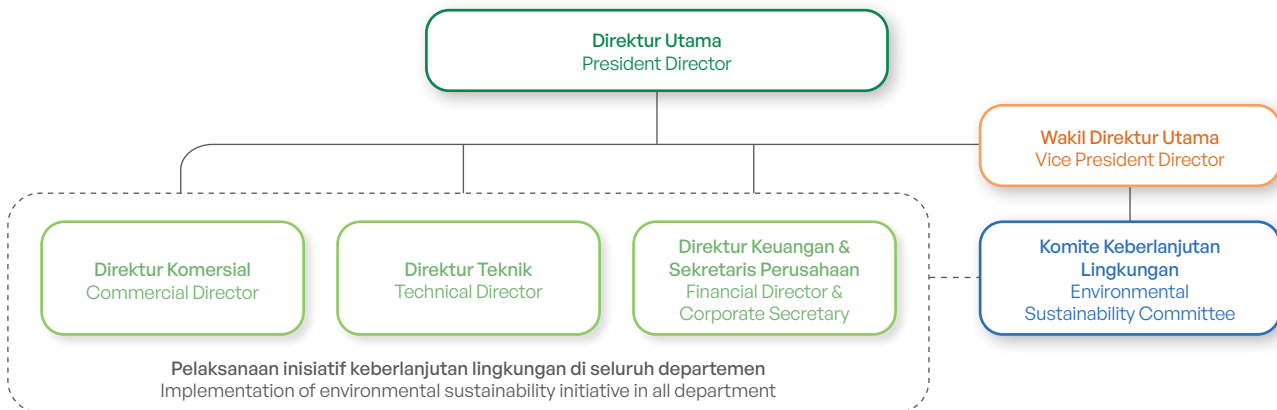 Direktur Utama
President Director
Wakil Direktur Utama
Vice President Director
Direktur Komersial
Commercial Director
Direktur Teknik
Technical Director
Direktur Keuangan &
Sekretaris Perusahaan
Financial Director &
Corporate Secretary
Komite Keberlanjutan
Lingkungan
Environmental
Sustainability Committee
Pelaksanaan inisiatif keberlanjutan lingkungan di seluruh departemen
Implementation of environmental sustainability initiative in all department